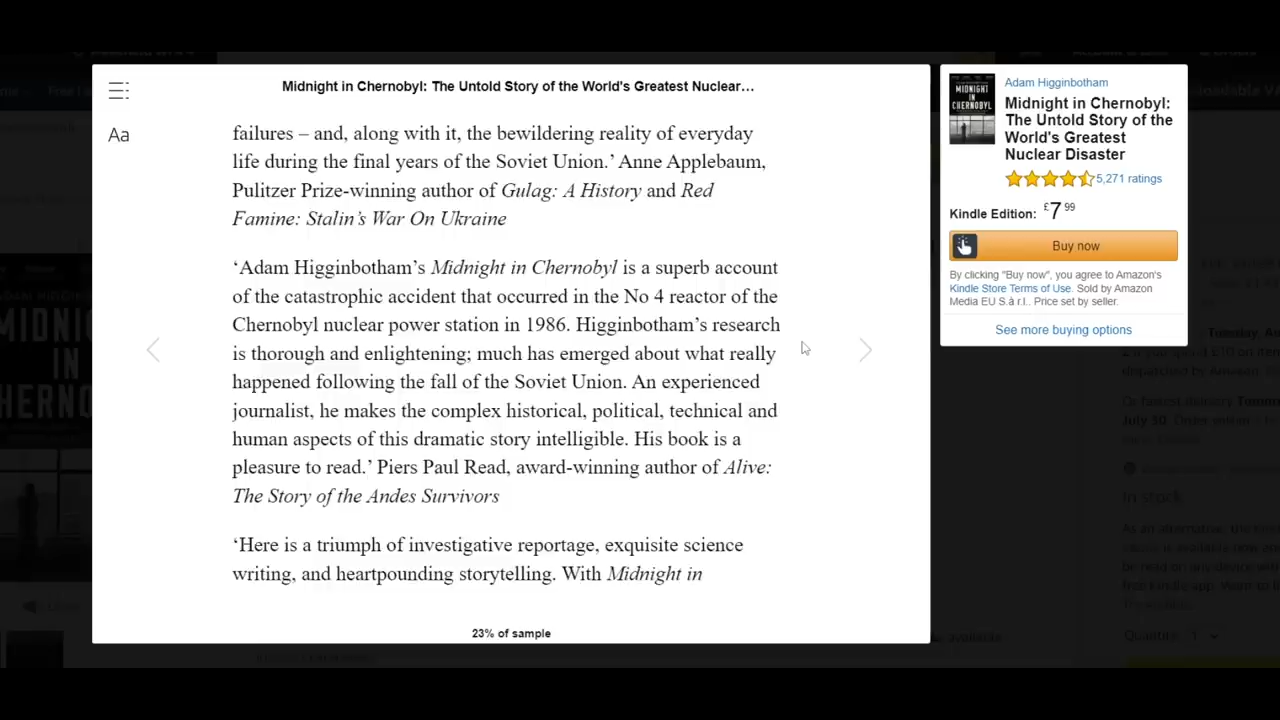 Midnight in Chernobyl: The Untold Story of the World's Greatest Nuclear…
Aa
failures – and, along with it, the bewildering reality of everyday
life during the final years of the Soviet Union.’ Anne Applebaum,
Pulitzer Prize-winning author of Gulag: A History and Red
Famine: Stalin’s War On Ukraine
‘Adam Higginbotham’s Midnight in Chernobyl is a superb account
of the catastrophic accident that occurred in the No 4 reactor of the
Chernobyl nuclear power station in 1986. Higginbotham’s research
is thorough and enlightening; much has emerged about what really
happened following the fall of the Soviet Union. An experienced
journalist, he makes the complex historical, political, technical and
human aspects of this dramatic story intelligible. His book is a
pleasure to read.’ Piers Paul Read, award-winning author of Alive:
The Story of the Andes Survivors
‘Here is a triumph of investigative reportage, exquisite science
writing, and heartpounding storytelling. With Midnight in
23% of sample
MIDNIGHT
IN
CHERNOBYL
Adam Higginbotham
Midnight in Chernobyl:
The Untold Story of the
World's Greatest
Nuclear Disaster
5,271 ratings
Kindle Edition: £7 99
Buy now
By clicking "Buy now", you agree to Amazon's
Kindle Store Terms of Use. Sold by Amazon
Media EU S.à r.l.. Price set by seller.
See more buying options
In stock